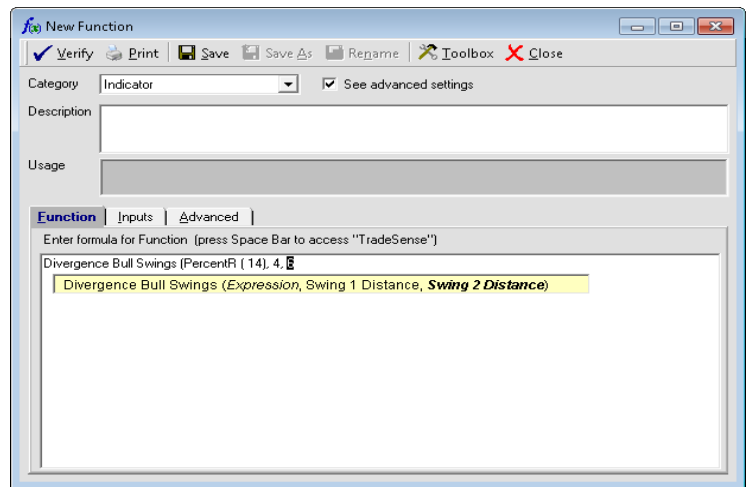 f(x) New Function
Verify Print Save Save As Rename Toolbox Close
Category Indicator See advanced settings
Description
Usage
Function Inputs Advanced
Enter formula for Function (press Space Bar to access "TradeSense")
Divergence Bull Swings (PercentR ( 14), 4, 6
Divergence Bull Swings (Expression, Swing 1 Distance, Swing 2 Distance)